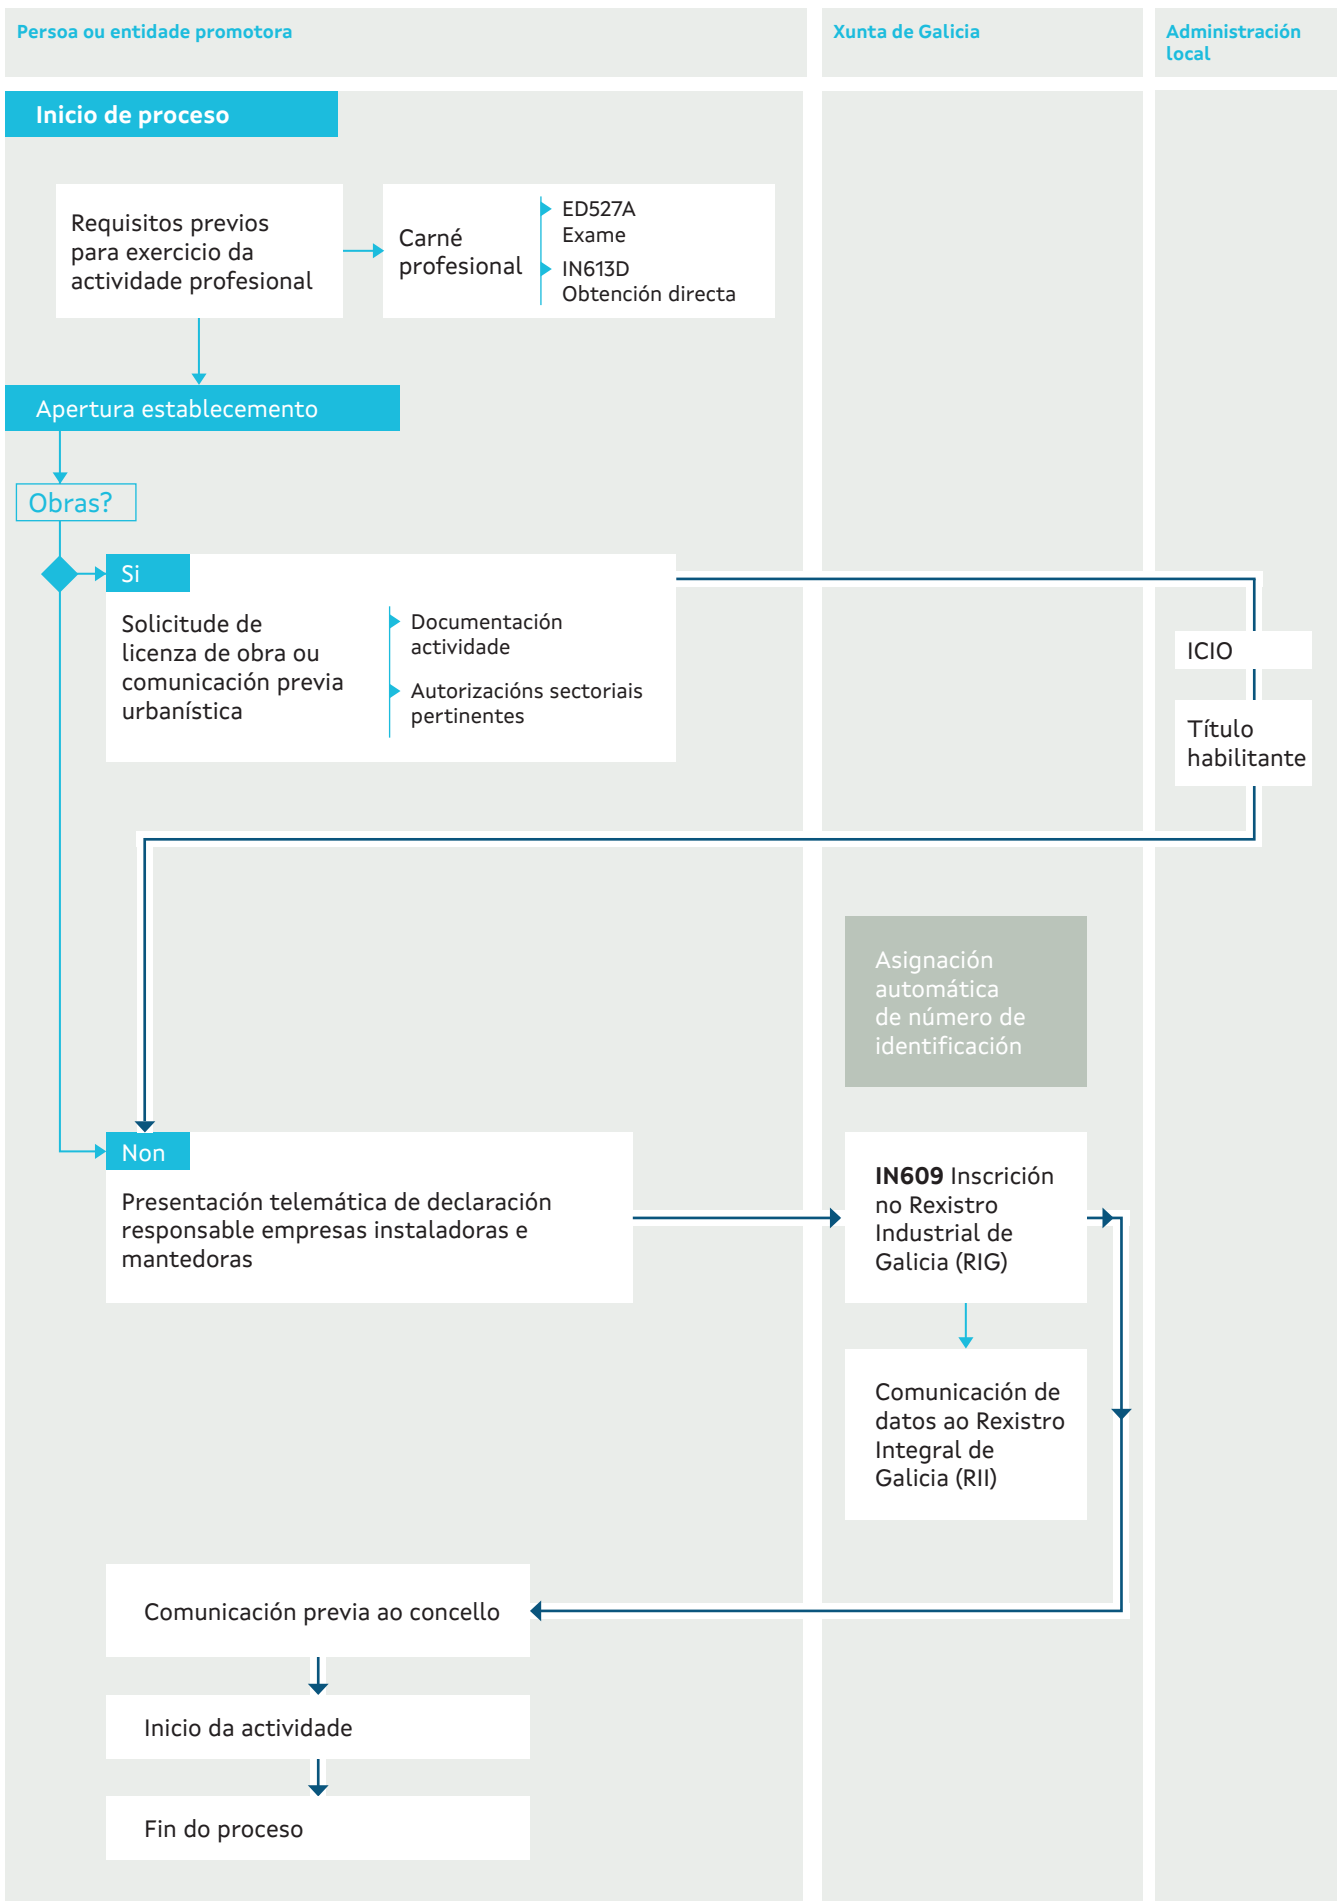 Persoa ou entidade promotora
Xunta de Galicia
Administración
local
Inicio de proceso
Requisitos previos
para exercicio da
actividade profesional
Carné
profesional
ED527A
Exame
IN613D
Obtención directa
Apertura establecemento
Obras?
Si
Solicitude de
licenza de obra ou
comunicación previa
urbanística
Documentación
actividade
Autorizacións sectoriais
pertinentes
ICIO
Título
habilitante
Asignación
automática
de número de
identificación
Non
Presentación telemática de declaración
responsable empresas instaladoras e
mantedoras
IN609 Inscrición
no Rexistro
Industrial de
Galicia (RIG)
Comunicación de
datos ao Rexistro
Integral de
Galicia (RII)
Comunicación previa ao concello
Inicio da actividade
Fin do proceso